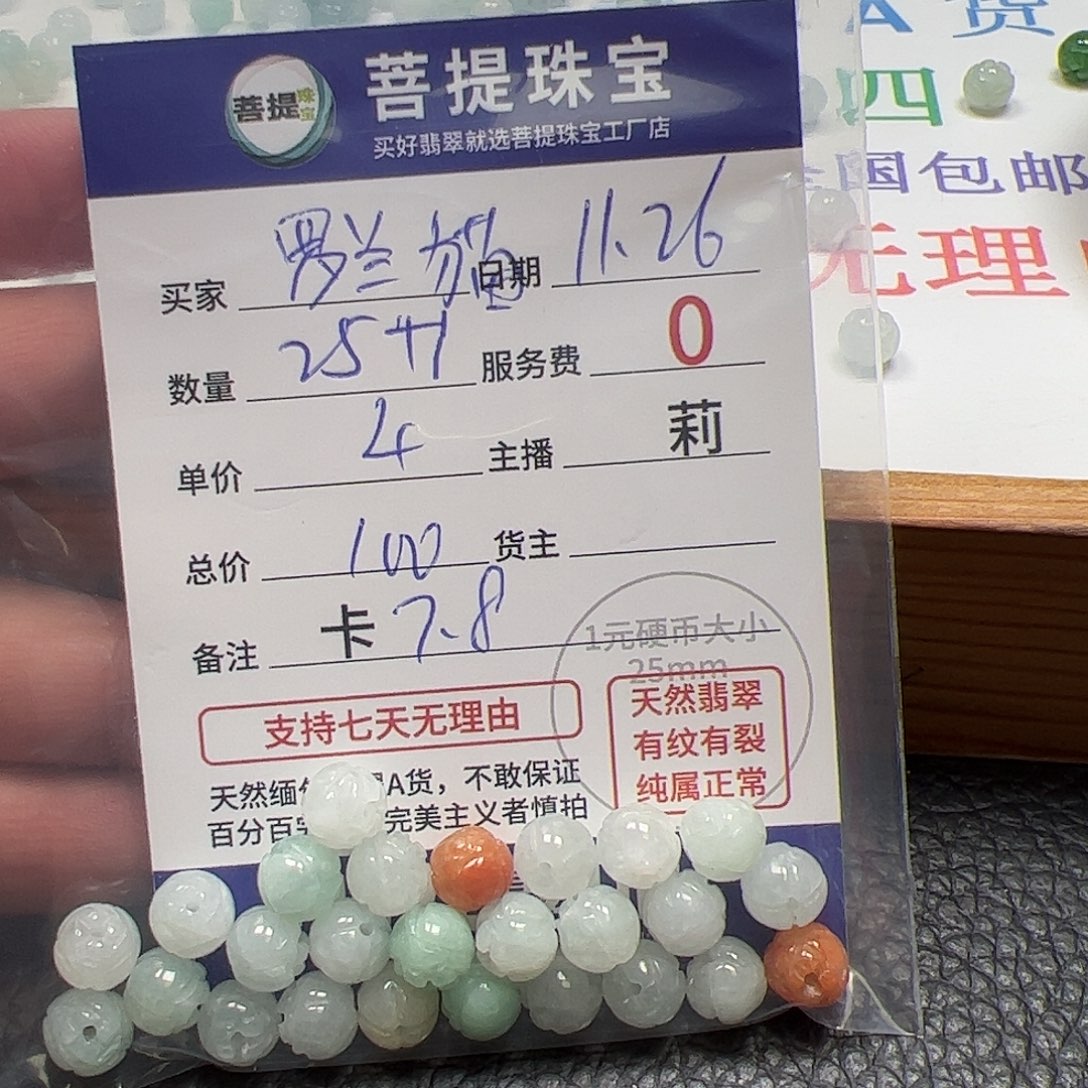 A货
四
菩提珠宝
菩提珠宝
买好翡翠就选菩提珠宝工厂店
国包邮
无理
买家 罗兰猫 日期 11.26
数量 25+1 服务费 0
单价 4 主播 莉
总价 100 货主
备注 卡 7.8
1元硬币大小
25mm
支持七天无理由
天然翡翠
有纹有裂
纯属正常
天然缅 A货，不敢保证
百分百 完美主义者慎拍